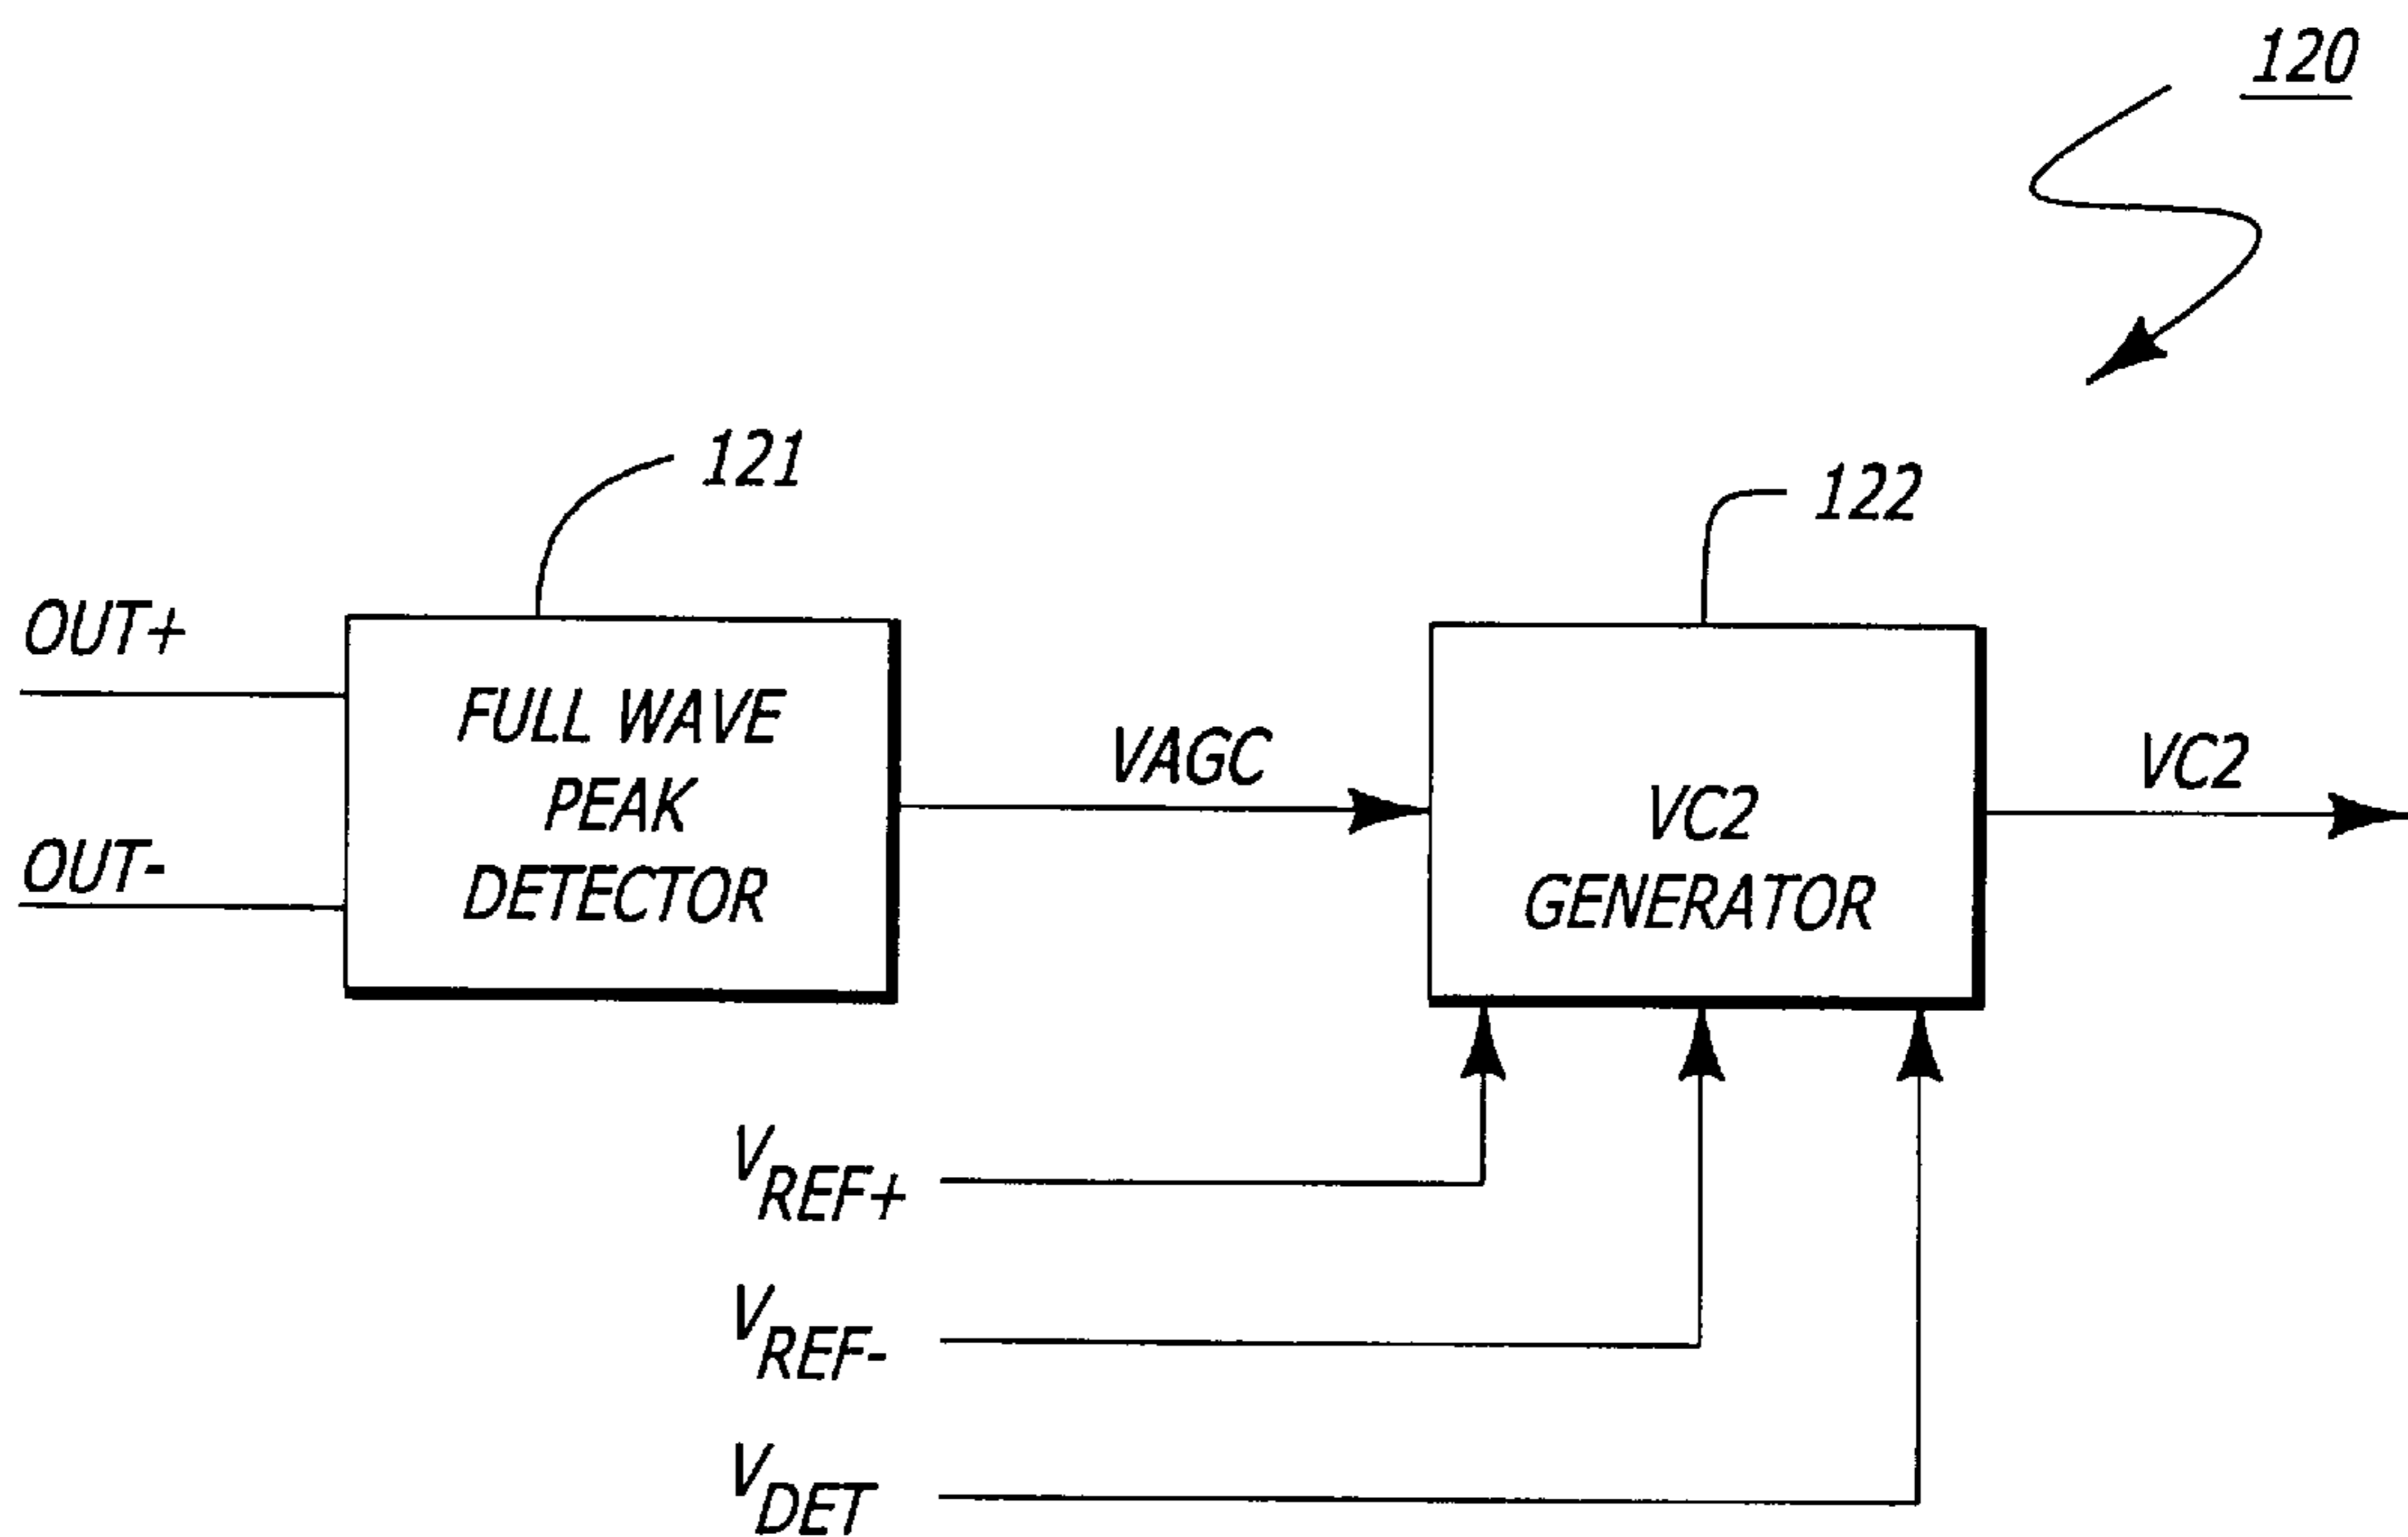 120
121
122
OUT+
OUT-
FULL WAVE
PEAK
DETECTOR
VAGC
VC2
GENERATOR
VC2
VREF+
VREF-
VDET